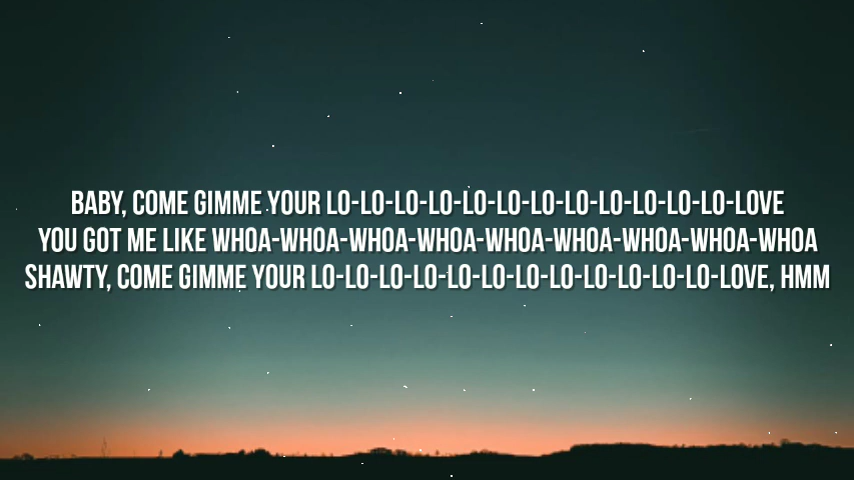 BABY, COME GIMME YOUR LO-LO-LO-LO-LO-LO-LO-LO-LO-LO-LO-LO-LOVE
YOU GOT ME LIKE WHOA-WHOA-WHOA-WHOA-WHOA-WHOA-WHOA-WHOA-WHOA
SHAWTY, COME GIMME YOUR LO-LO-LO-LO-LO-LO-LO-LO-LO-LO-LO-LO-LOVE, HMM